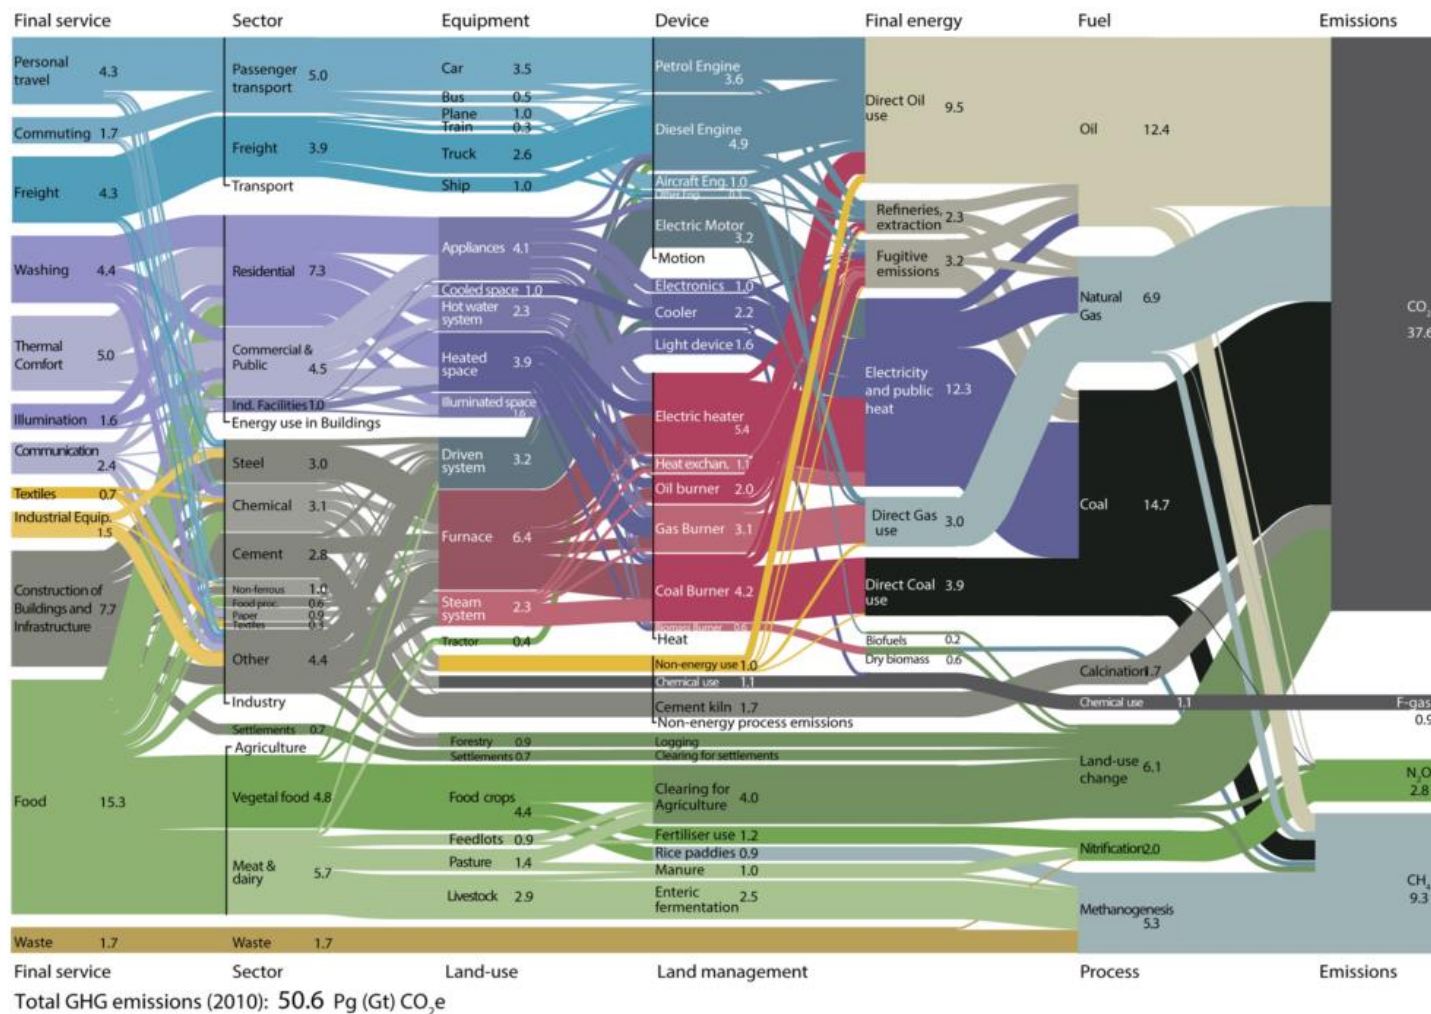 Final service Sector Equipment Device Final energy Fuel Emissions
Personal
travel 4.3
Commuting 1.7
Freight 4.3
Washing 4.4
Thermal
Comfort 5.0
Illumination 1.6
Communication
2.4
Textiles 0.7
Industrial Equip.
1.5
Construction of
Buildings and 7.7
Infrastructure
Food 15.3
Waste 1.7
Passenger
transport 5.0
Freight 3.9
Transport
Residential 7.3
Commercial &
Public 4.5
Ind. Facilities 1.0
Energy use in Buildings
Steel 3.0
Chemical 3.1
Cement 2.8
Non-ferrous 1.0
Food proc. 0.6
Paper 0.9
Textiles 0.3
Other 4.4
Industry
Settlements 0.7
Agriculture
Vegetal food 4.8
Meat &
dairy 5.7
Waste 1.7
Car 3.5
Bus 0.5
Plane 1.0
Train 0.3
Truck 2.6
Ship 1.0
Appliances 4.1
Cooled space 1.0
Hot water
system 2.3
Heated
space 3.9
Illuminated space
1.6
Driven
system 3.2
Furnace 6.4
Steam
system 2.3
Tractor 0.4
Forestry 0.9
Settlements 0.7
Food crops
4.4
Feedlots 0.9
Pasture 1.4
Livestock 2.9
Petrol Engine
3.6
Diesel Engine
4.9
Aircraft Eng. 1.0
Other Eng.
Electric Motor
3.2
Motion
Electronics 1.0
Cooler 2.2
Light device 1.6
Electric heater
5.4
Heat exchan. 1.1
Oil burner 2.0
Gas Burner 3.1
Coal Burner 4.2
Biomass Burner 0.6
Heat
Non-energy use 1.0
Chemical use 1.1
Cement kiln 1.7
Non-energy process emissions
Logging
Clearing for settlements
Clearing for
Agriculture 4.0
Fertiliser use 1.2
Rice paddies 0.9
Manure 1.0
Enteric
fermentation 2.5
Direct Oil
use 9.5
Refineries,
extraction 2.3
Fugitive
emissions 3.2
Electricity
and public 12.3
heat
Direct Gas
use 3.0
Direct Coal
use 3.9
Biofuels 0.2
Dry biomass 0.6
Oil 12.4
Natural
Gas 6.9
Coal 14.7
Calcination 1.7
Chemical use 1.1
Land-use
change 6.1
Nitrification 2.0
Methanogenesis
5.3
CO2
37.6
F-gas
0.9
N2O
2.8
CH4
9.3
Final service Sector Land-use Land management Process Emissions
Total GHG emissions (2010): 50.6 Pg (Gt) CO2e